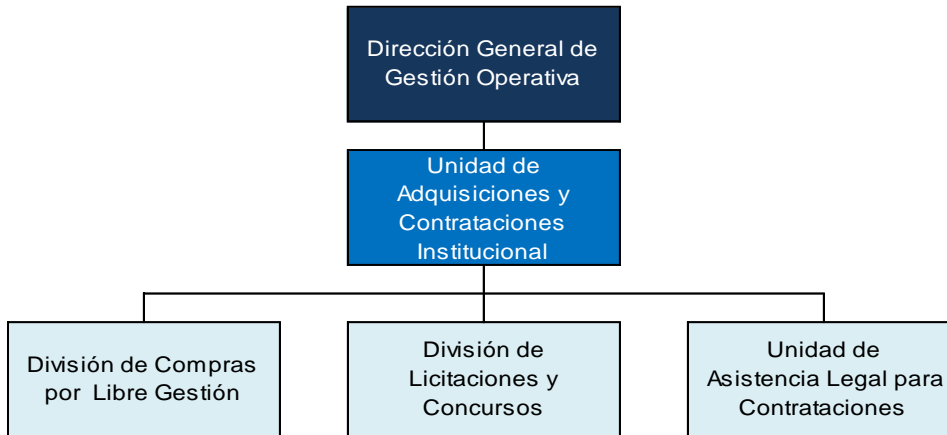 Dirección General de
Gestión Operativa
Unidad de
Adquisiciones y
Contrataciones
Institucional
División de Compras
por Libre Gestión
División de
Licitaciones y
Concursos
Unidad de
Asistencia Legal para
Contrataciones